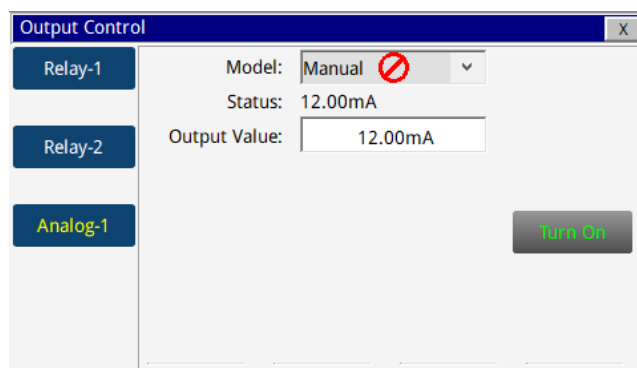 Output Control
X
Relay-1
Model: Manual
Status: 12.00mA
Relay-2
Output Value: 12.00mA
Analog-1
Turn On